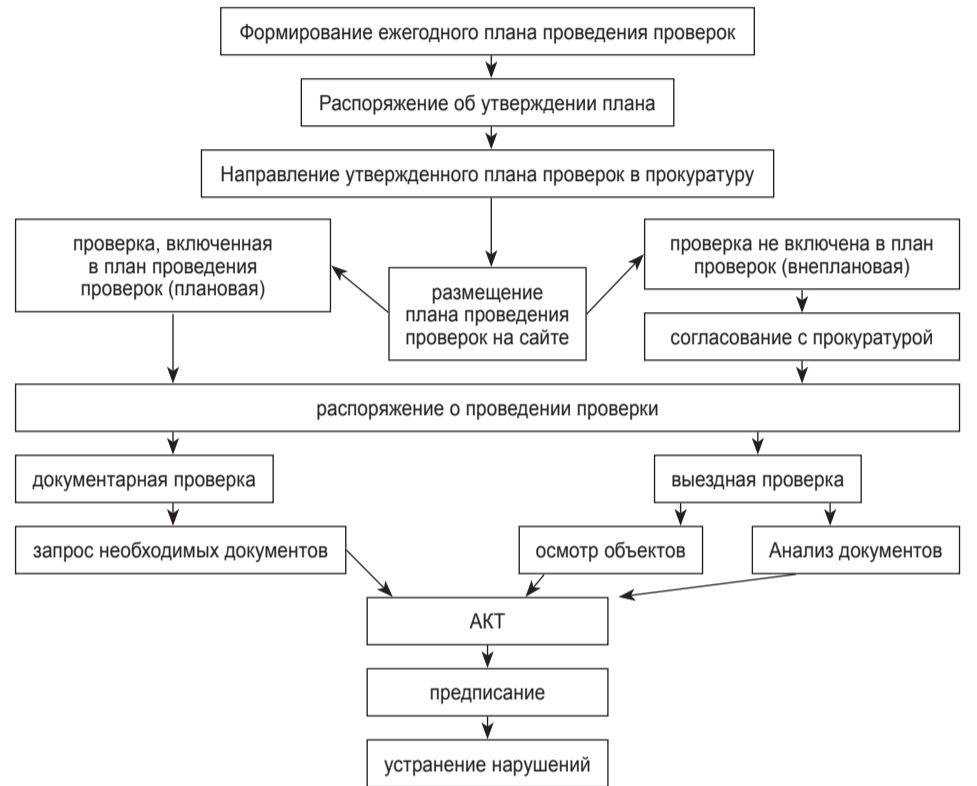 Формирование ежегодного плана проведения проверок
Распоряжение об утверждении плана
Направление утвержденного плана проверок в прокуратуру
проверка, включенная
в план проведения
проверок (плановая)
проверка не включена в план
проверок (внеплановая)
размещение
плана проведения
проверок на сайте
согласование с прокуратурой
распоряжение о проведении проверки
документарная проверка
выездная проверка
запрос необходимых документов
осмотр объектов
Анализ документов
АКТ
предписание
устранение нарушений